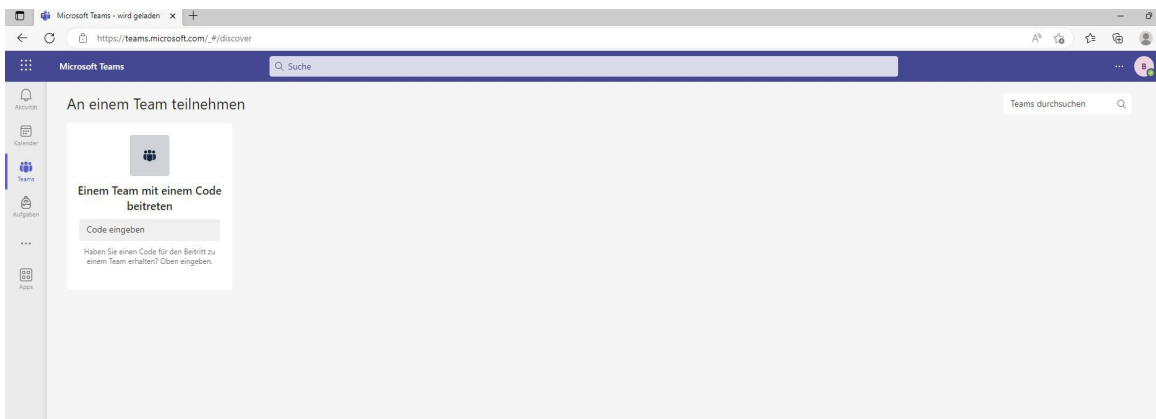 Microsoft Teams - wird geladen
https://teams.microsoft.com/_#/discover
Microsoft Teams
Suche
B
Aktivität
Kalender
Teams
Aufgaben
Apps
An einem Team teilnehmen
Teams durchsuchen
Einem Team mit einem Code
beitreten
Code eingeben
Haben Sie einen Code für den Beitritt zu
einem Team erhalten? Oben eingeben.